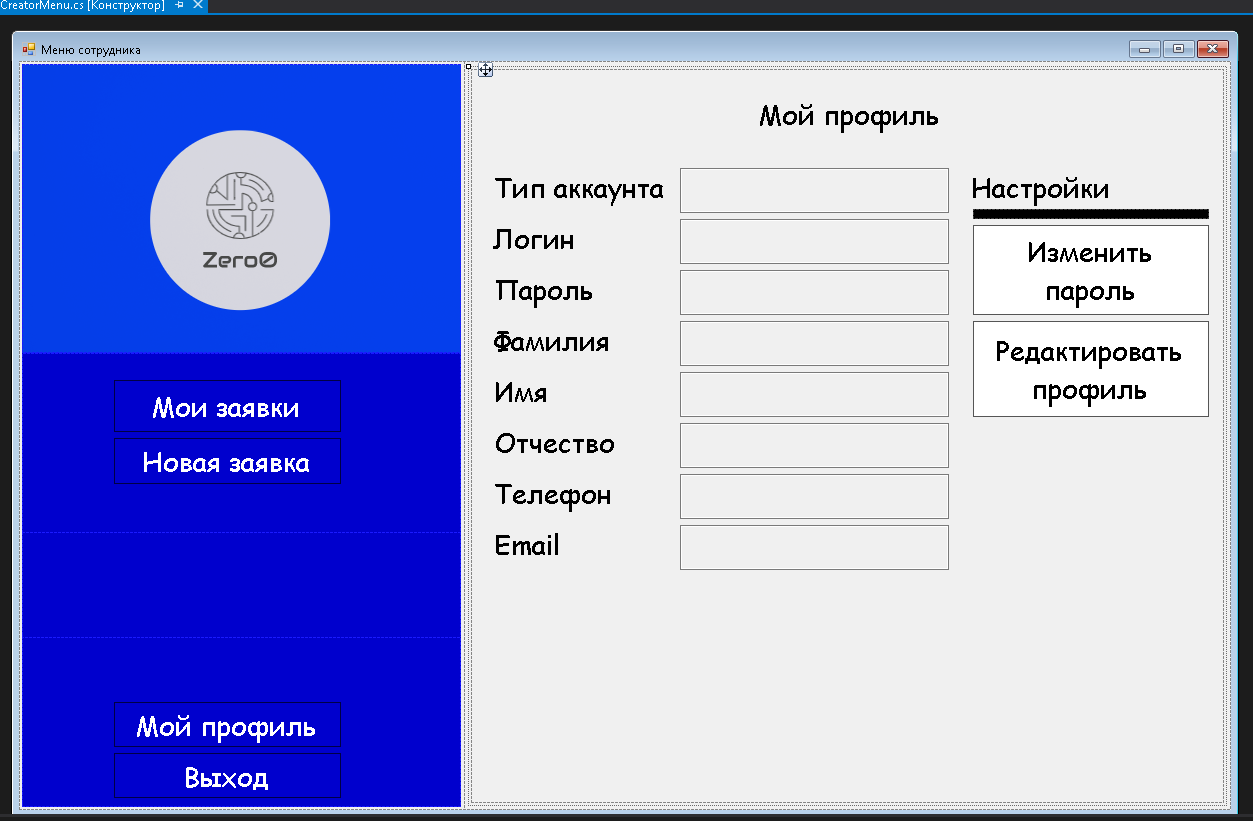 CreatorMenu.cs [Конструктор]
Меню сотрудника
Zero0
Мои заявки
Новая заявка
Мой профиль
Выход
Мой профиль
Тип аккаунта
Логин
Пароль
Фамилия
Имя
Отчество
Телефон
Email
Настройки
Изменить
пароль
Редактировать
профиль